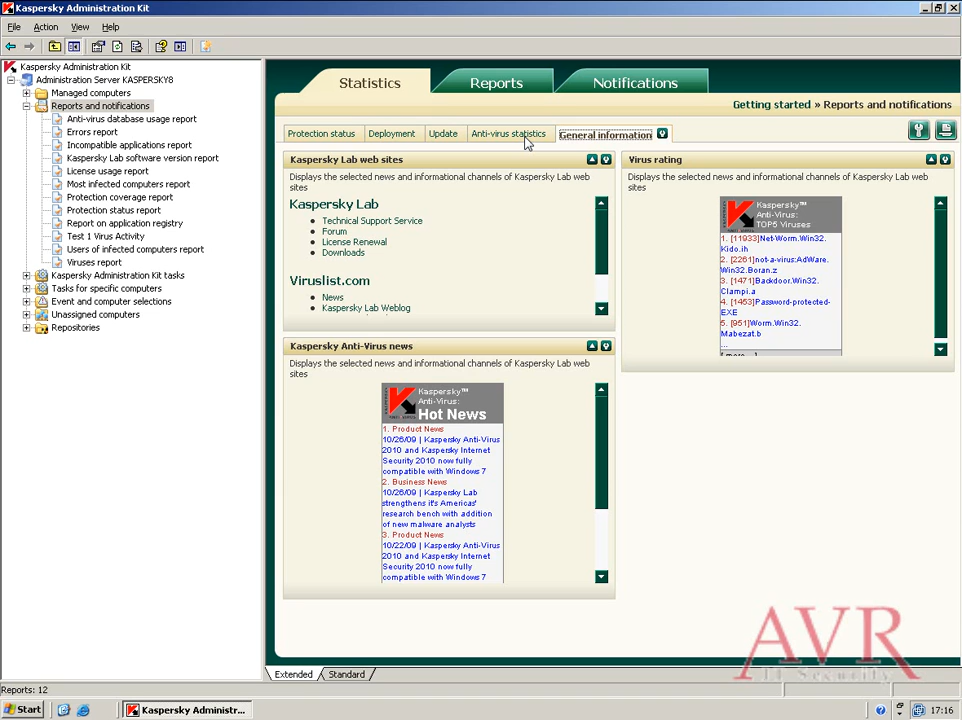 Kaspersky Administration Kit
File Action View Help
Kaspersky Administration Kit
Administration Server KASPERSKY8
Managed computers
Reports and notifications
Anti-virus database usage report
Errors report
Incompatible applications report
Kaspersky Lab software version report
License usage report
Most infected computers report
Protection coverage report
Protection status report
Report on application registry
Test 1 Virus Activity
Users of infected computers report
Viruses report
Kaspersky Administration Kit tasks
Tasks for specific computers
Event and computer selections
Unassigned computers
Repositories
Statistics Reports Notifications
Getting started » Reports and notifications
Protection status Deployment Update Anti-virus statistics General information
Kaspersky Lab web sites
Displays the selected news and informational channels of Kaspersky Lab web
sites
Kaspersky Lab
Technical Support Service
Forum
License Renewal
Downloads
Viruslist.com
News
Kaspersky Lab Weblog
Kaspersky Anti-Virus news
Displays the selected news and informational channels of Kaspersky Lab web
sites
Kaspersky™
Anti-Virus:
Hot News
1. Product News
10/26/09 | Kaspersky Anti-Virus
2010 and Kaspersky Internet
Security 2010 now fully
compatible with Windows 7
2. Business News
10/26/09 | Kaspersky Lab
strengthens it's Americas'
research bench with addition
of new malware analysts
3. Product News
10/22/09 | Kaspersky Anti-Virus
2010 and Kaspersky Internet
Security 2010 now fully
compatible with Windows 7
Virus rating
Displays the selected news and informational channels of Kaspersky Lab web
sites
Kaspersky™
Anti-Virus:
TOP5 Viruses
1. [11933]Net-Worm.Win32.
Kido.ih
2. [2261]not-a-virus:AdWare.
Win32.Boran.z
3. [1471]Backdoor.Win32.
Clampi.a
4. [1453]Password-protected-
EXE
5. [951]Worm.Win32.
Mabezat.b
...
Extended Standard
AVR
IT Security
Reports: 12
Start Kaspersky Administr... 17:16